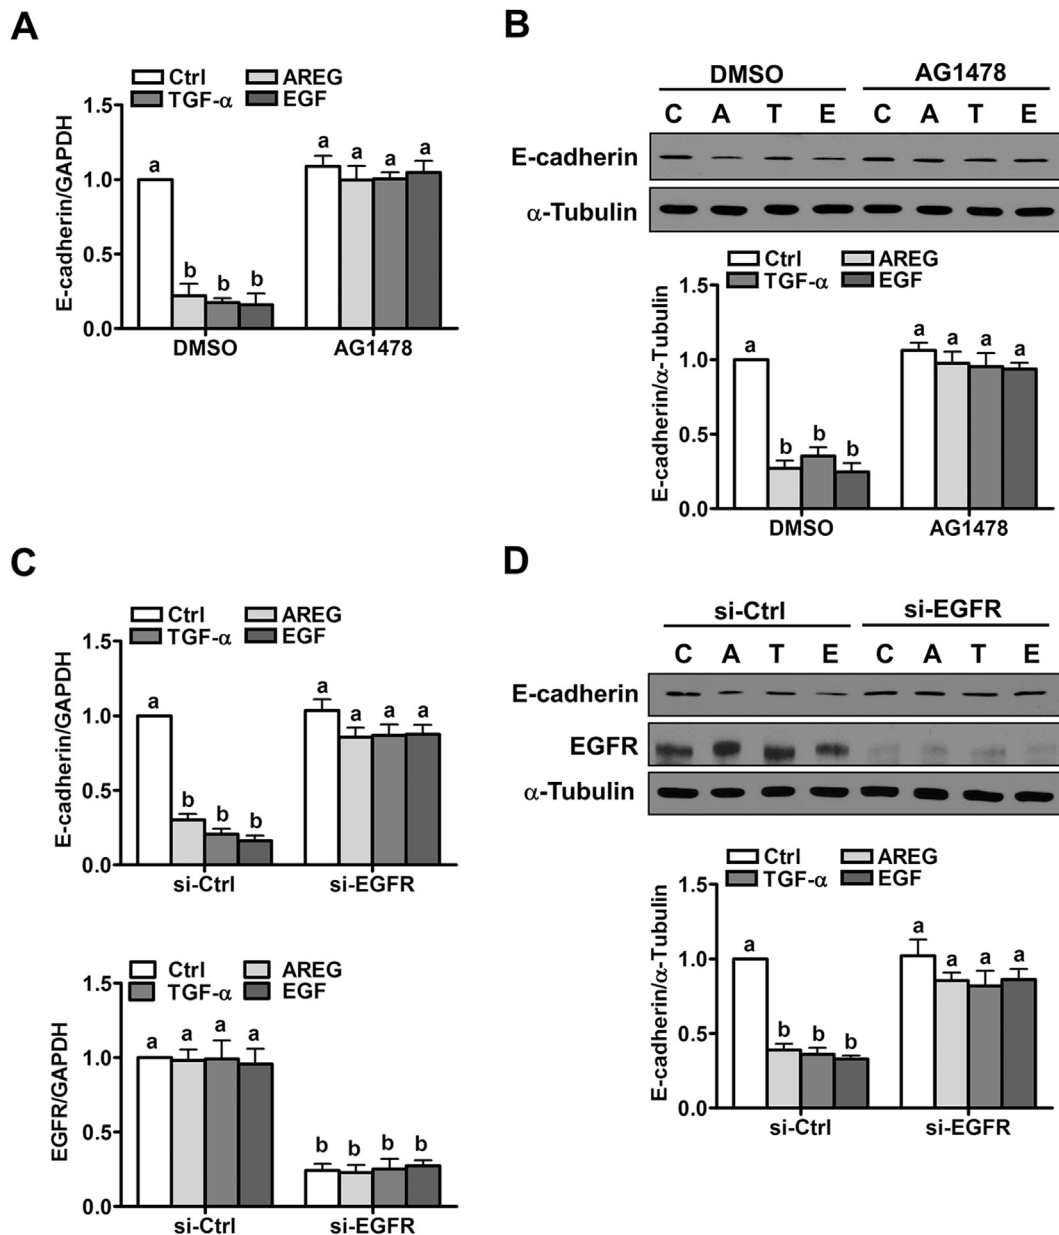 A
Ctrl AREG
TGF-α EGF
E-cadherin/GAPDH
1.5
1.0
0.5
0.0
a b b b a a a a
DMSO AG1478
B
DMSO AG1478
C A T E C A T E
E-cadherin
α-Tubulin
Ctrl AREG
TGF-α EGF
E-cadherin/α-Tubulin
1.5
1.0
0.5
0.0
a b b b a a a a
DMSO AG1478
C
Ctrl AREG
TGF-α EGF
E-cadherin/GAPDH
1.5
1.0
0.5
0.0
a b b b a a a a
si-Ctrl si-EGFR
Ctrl AREG
TGF-α EGF
EGFR/GAPDH
1.5
1.0
0.5
0.0
a a a a b b b b
si-Ctrl si-EGFR
D
si-Ctrl si-EGFR
C A T E C A T E
E-cadherin
EGFR
α-Tubulin
Ctrl AREG
TGF-α EGF
E-cadherin/α-Tubulin
1.5
1.0
0.5
0.0
a b b b a a a a
si-Ctrl si-EGFR